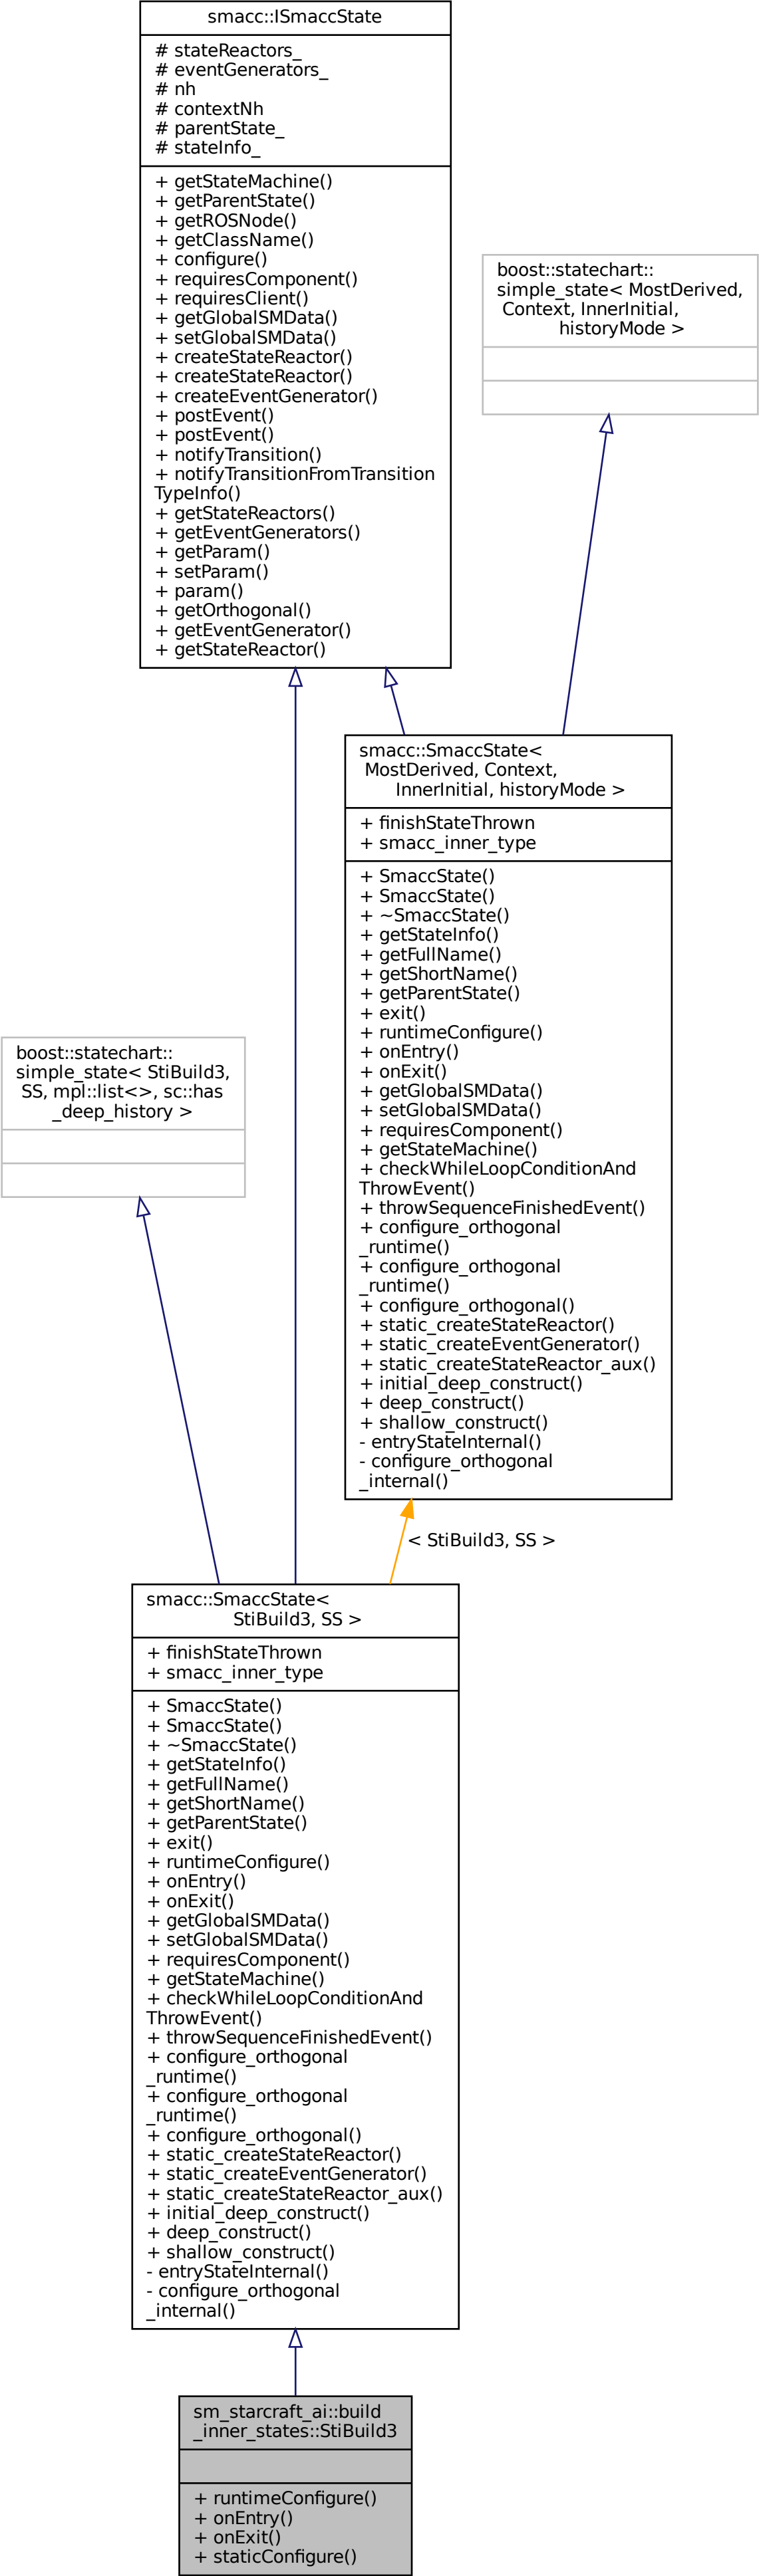 smacc::ISmaccState
# stateReactors_
# eventGenerators_
# nh
# contextNh
# parentState_
# stateInfo_
+ getStateMachine()
+ getParentState()
+ getROSNode()
+ getClassName()
+ configure()
+ requiresComponent()
+ requiresClient()
+ getGlobalSMData()
+ setGlobalSMData()
+ createStateReactor()
+ createStateReactor()
+ createEventGenerator()
+ postEvent()
+ postEvent()
+ notifyTransition()
+ notifyTransitionFromTransition
TypeInfo()
+ getStateReactors()
+ getEventGenerators()
+ getParam()
+ setParam()
+ param()
+ getOrthogonal()
+ getEventGenerator()
+ getStateReactor()
boost::statechart::
simple_state< MostDerived,
Context, InnerInitial,
historyMode >
smacc::SmaccState<
MostDerived, Context,
InnerInitial, historyMode >
+ finishStateThrown
+ smacc_inner_type
+ SmaccState()
+ SmaccState()
+ ~SmaccState()
+ getStateInfo()
+ getFullName()
+ getShortName()
+ getParentState()
+ exit()
+ runtimeConfigure()
+ onEntry()
+ onExit()
+ getGlobalSMData()
+ setGlobalSMData()
+ requiresComponent()
+ getStateMachine()
+ checkWhileLoopConditionAnd
ThrowEvent()
+ throwSequenceFinishedEvent()
+ configure_orthogonal
_runtime()
+ configure_orthogonal
_runtime()
+ configure_orthogonal()
+ static_createStateReactor()
+ static_createEventGenerator()
+ static_createStateReactor_aux()
+ initial_deep_construct()
+ deep_construct()
+ shallow_construct()
- entryStateInternal()
- configure_orthogonal
_internal()
boost::statechart::
simple_state< StiBuild3,
SS, mpl::list<>, sc::has
_deep_history >
< StiBuild3, SS >
smacc::SmaccState<
StiBuild3, SS >
+ finishStateThrown
+ smacc_inner_type
+ SmaccState()
+ SmaccState()
+ ~SmaccState()
+ getStateInfo()
+ getFullName()
+ getShortName()
+ getParentState()
+ exit()
+ runtimeConfigure()
+ onEntry()
+ onExit()
+ getGlobalSMData()
+ setGlobalSMData()
+ requiresComponent()
+ getStateMachine()
+ checkWhileLoopConditionAnd
ThrowEvent()
+ throwSequenceFinishedEvent()
+ configure_orthogonal
_runtime()
+ configure_orthogonal
_runtime()
+ configure_orthogonal()
+ static_createStateReactor()
+ static_createEventGenerator()
+ static_createStateReactor_aux()
+ initial_deep_construct()
+ deep_construct()
+ shallow_construct()
- entryStateInternal()
- configure_orthogonal
_internal()
sm_starcraft_ai::build
_inner_states::StiBuild3
+ runtimeConfigure()
+ onEntry()
+ onExit()
+ staticConfigure()